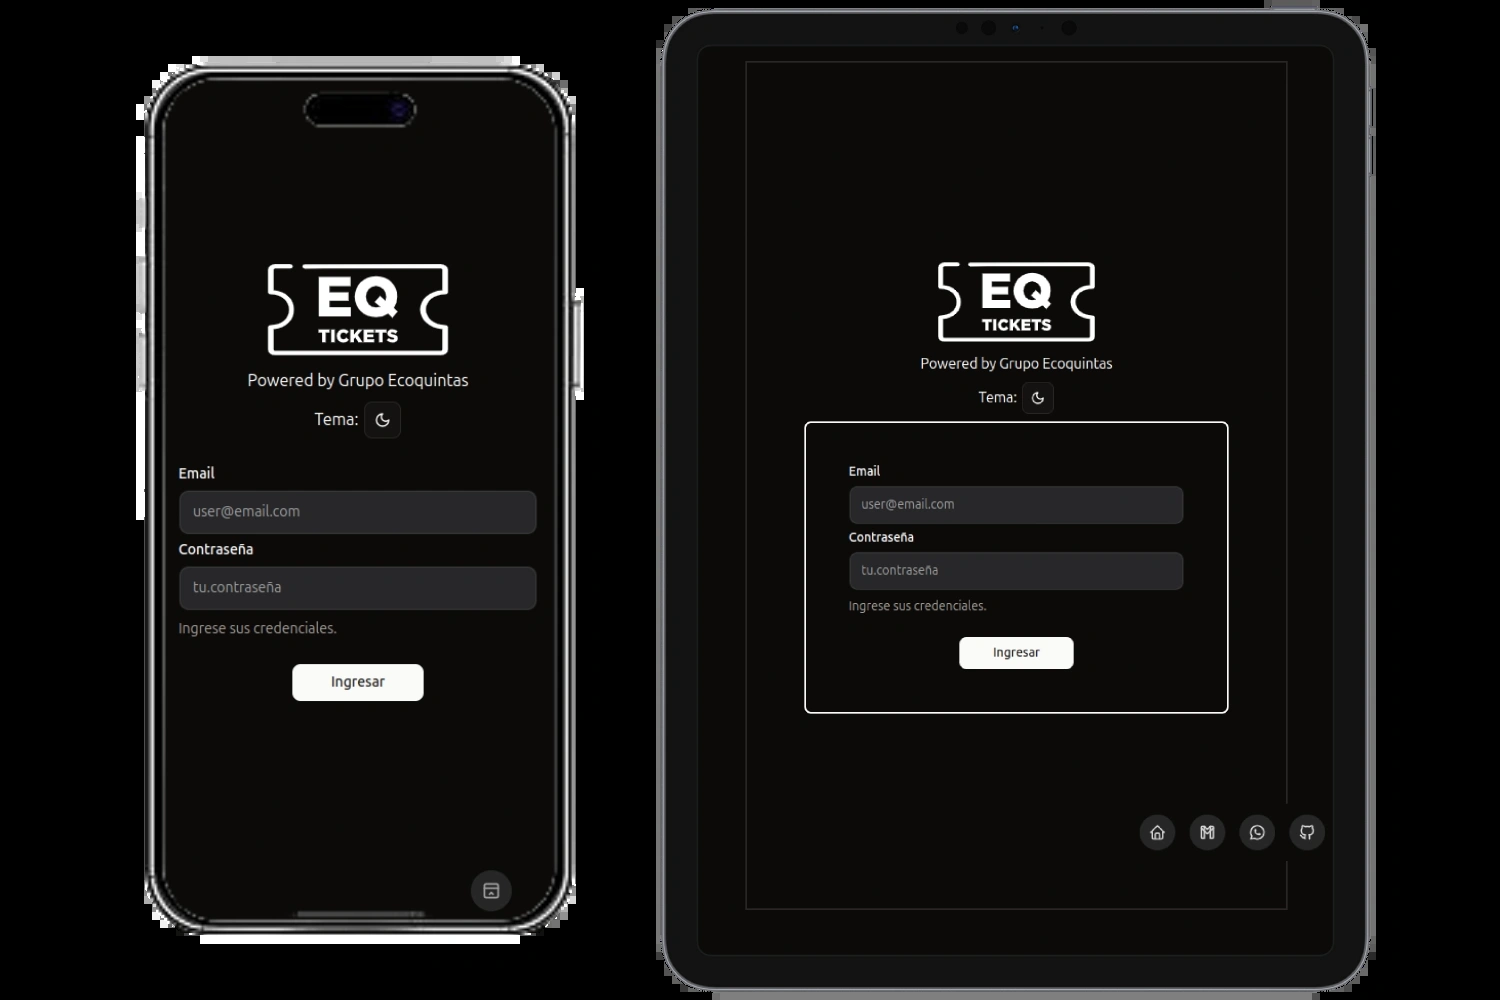 EQ
TICKETS
Powered by Grupo Ecoquintas
Tema:
Email
user@email.com
Contraseña
tu.contraseña
Ingrese sus credenciales.
Ingresar
EQ
TICKETS
Powered by Grupo Ecoquintas
Tema:
Email
user@email.com
Contraseña
tu.contraseña
Ingrese sus credenciales.
Ingresar